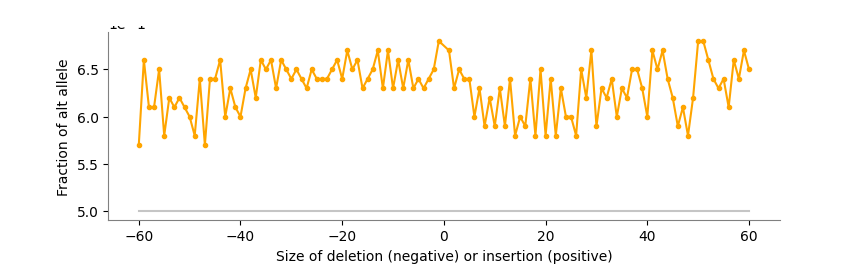 6.5
6.0
5.5
5.0
Fraction of alt allele
−60 −40 −20 0 20 40 60
Size of deletion (negative) or insertion (positive)